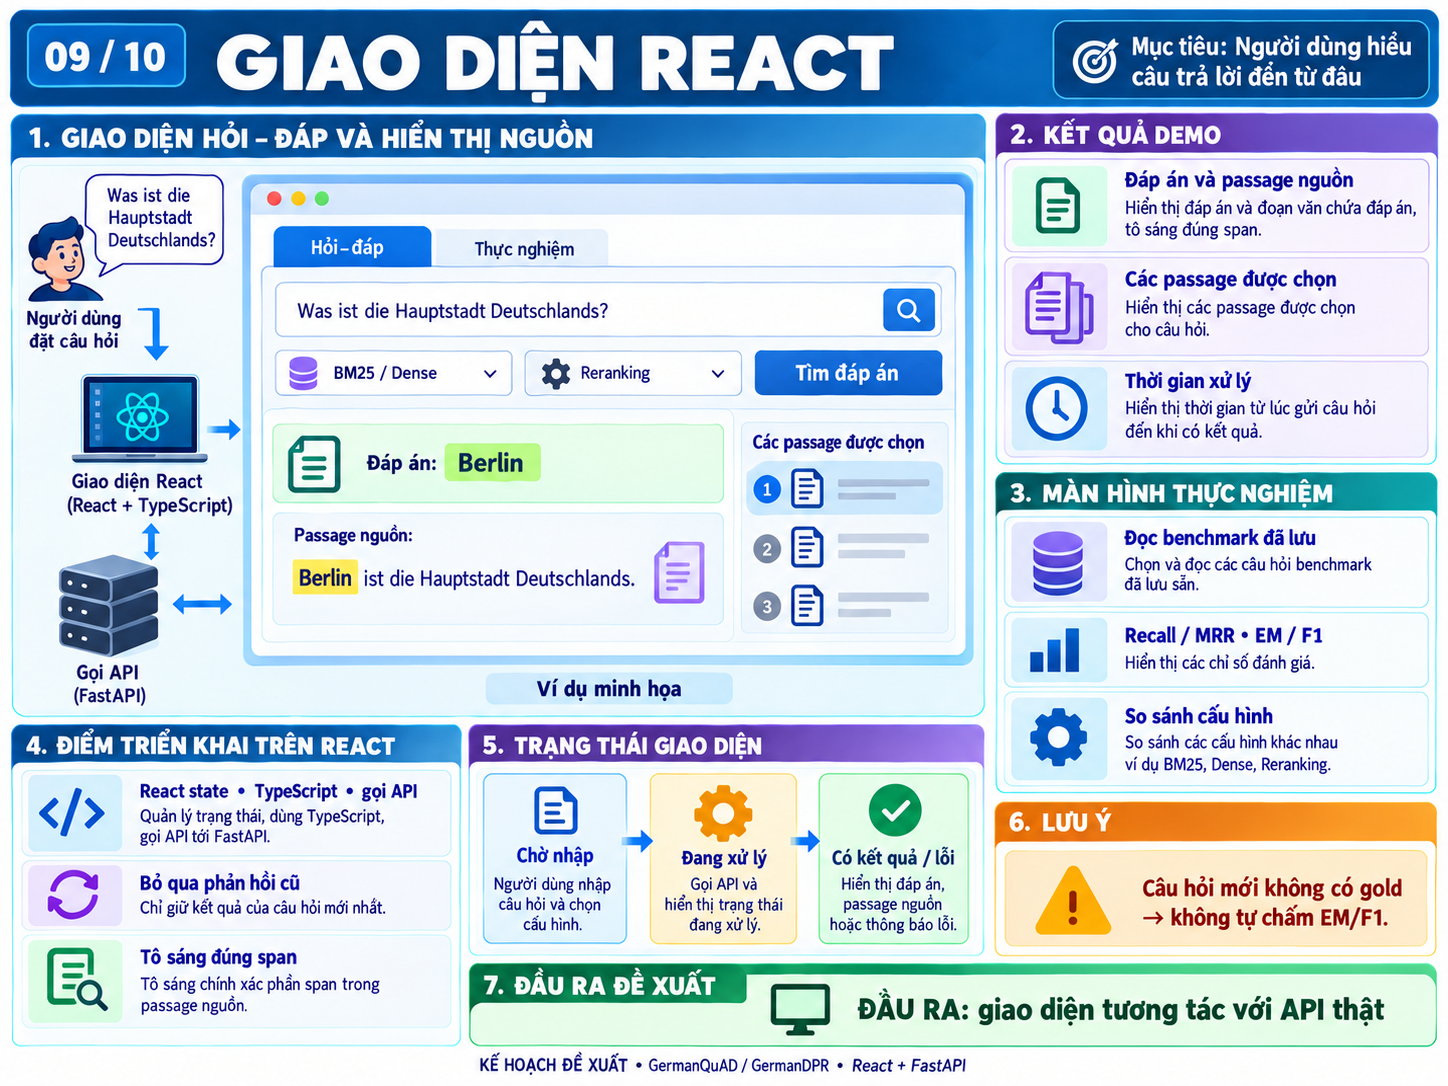 09 / 10
GIAO DIỆN REACT
Mục tiêu: Người dùng hiểu
câu trả lời đến từ đâu
1. GIAO DIỆN HỎI – ĐÁP VÀ HIỂN THỊ NGUỒN
Was ist die
Hauptstadt
Deutschlands?
Người dùng
đặt câu hỏi
Giao diện React
(React + TypeScript)
Gọi API
(FastAPI)
Hỏi – đáp
Thực nghiệm
Was ist die Hauptstadt Deutschlands?
BM25 / Dense
Reranking
Tìm đáp án
Đáp án: Berlin
Passage nguồn:
Berlin ist die Hauptstadt Deutschlands.
Các passage được chọn
1
2
3
Ví dụ minh họa
2. KẾT QUẢ DEMO
Đáp án và passage nguồn
Hiển thị đáp án và đoạn văn chứa đáp án,
tô sáng đúng span.
Các passage được chọn
Hiển thị các passage được chọn
cho câu hỏi.
Thời gian xử lý
Hiển thị thời gian từ lúc gửi câu hỏi
đến khi có kết quả.
3. MÀN HÌNH THỰC NGHIỆM
Đọc benchmark đã lưu
Chọn và đọc các câu hỏi benchmark
đã lưu sẵn.
Recall / MRR • EM / F1
Hiển thị các chỉ số đánh giá.
So sánh cấu hình
So sánh các cấu hình khác nhau
ví dụ BM25, Dense, Reranking.
4. ĐIỂM TRIỂN KHAI TRÊN REACT
React state • TypeScript • gọi API
Quản lý trạng thái, dùng TypeScript,
gọi API tới FastAPI.
Bỏ qua phản hồi cũ
Chỉ giữ kết quả của câu hỏi mới nhất.
Tô sáng đúng span
Tô sáng chính xác phần span trong
passage nguồn.
5. TRẠNG THÁI GIAO DIỆN
Chờ nhập
Người dùng nhập
câu hỏi và chọn
cấu hình.
Đang xử lý
Gọi API và
hiển thị trạng thái
đang xử lý.
Có kết quả / lỗi
Hiển thị đáp án,
passage nguồn
hoặc thông báo lỗi.
6. LƯU Ý
Câu hỏi mới không có gold
→ không tự chấm EM/F1.
7. ĐẦU RA ĐỀ XUẤT
ĐẦU RA: giao diện tương tác với API thật
KẾ HOẠCH ĐỀ XUẤT • GermanQuAD / GermanDPR • React + FastAPI